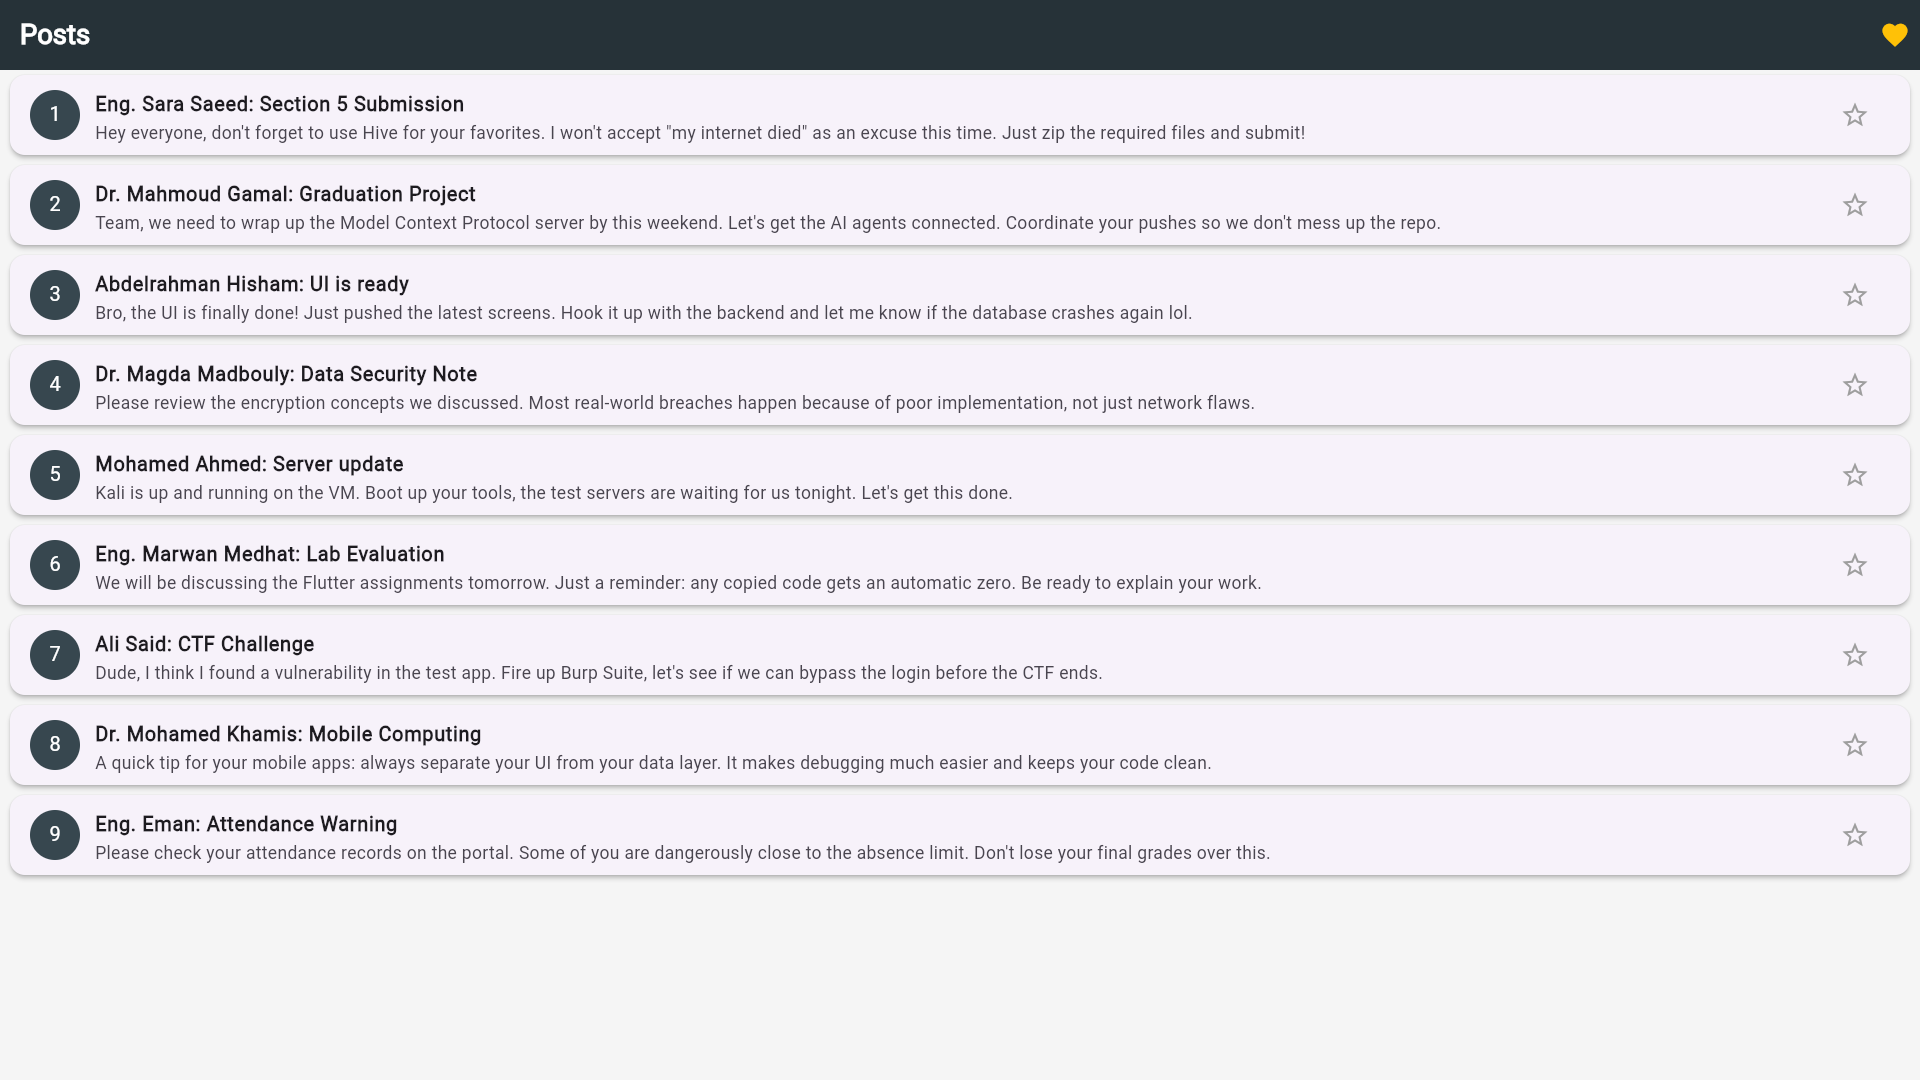 Posts
1
Eng. Sara Saeed: Section 5 Submission
Hey everyone, don't forget to use Hive for your favorites. I won't accept "my internet died" as an excuse this time. Just zip the required files and submit!
2
Dr. Mahmoud Gamal: Graduation Project
Team, we need to wrap up the Model Context Protocol server by this weekend. Let's get the AI agents connected. Coordinate your pushes so we don't mess up the repo.
3
Abdelrahman Hisham: UI is ready
Bro, the UI is finally done! Just pushed the latest screens. Hook it up with the backend and let me know if the database crashes again lol.
4
Dr. Magda Madbouly: Data Security Note
Please review the encryption concepts we discussed. Most real-world breaches happen because of poor implementation, not just network flaws.
5
Mohamed Ahmed: Server update
Kali is up and running on the VM. Boot up your tools, the test servers are waiting for us tonight. Let's get this done.
6
Eng. Marwan Medhat: Lab Evaluation
We will be discussing the Flutter assignments tomorrow. Just a reminder: any copied code gets an automatic zero. Be ready to explain your work.
7
Ali Said: CTF Challenge
Dude, I think I found a vulnerability in the test app. Fire up Burp Suite, let's see if we can bypass the login before the CTF ends.
8
Dr. Mohamed Khamis: Mobile Computing
A quick tip for your mobile apps: always separate your UI from your data layer. It makes debugging much easier and keeps your code clean.
9
Eng. Eman: Attendance Warning
Please check your attendance records on the portal. Some of you are dangerously close to the absence limit. Don't lose your final grades over this.